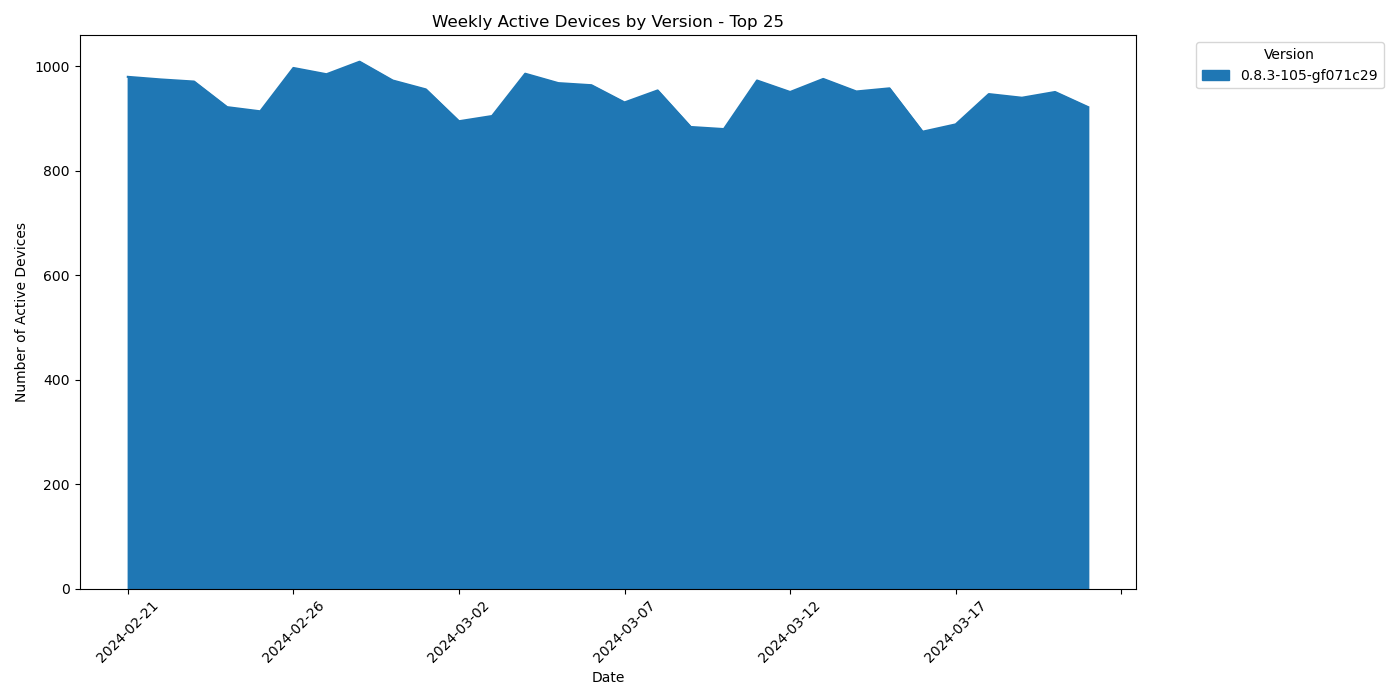 Weekly Active Devices by Version - Top 25
Version
0.8.3-105-gf071c29
Number of Active Devices
1000
800
600
400
200
0
2024-02-21
2024-02-26
2024-03-02
2024-03-07
2024-03-12
2024-03-17
Date